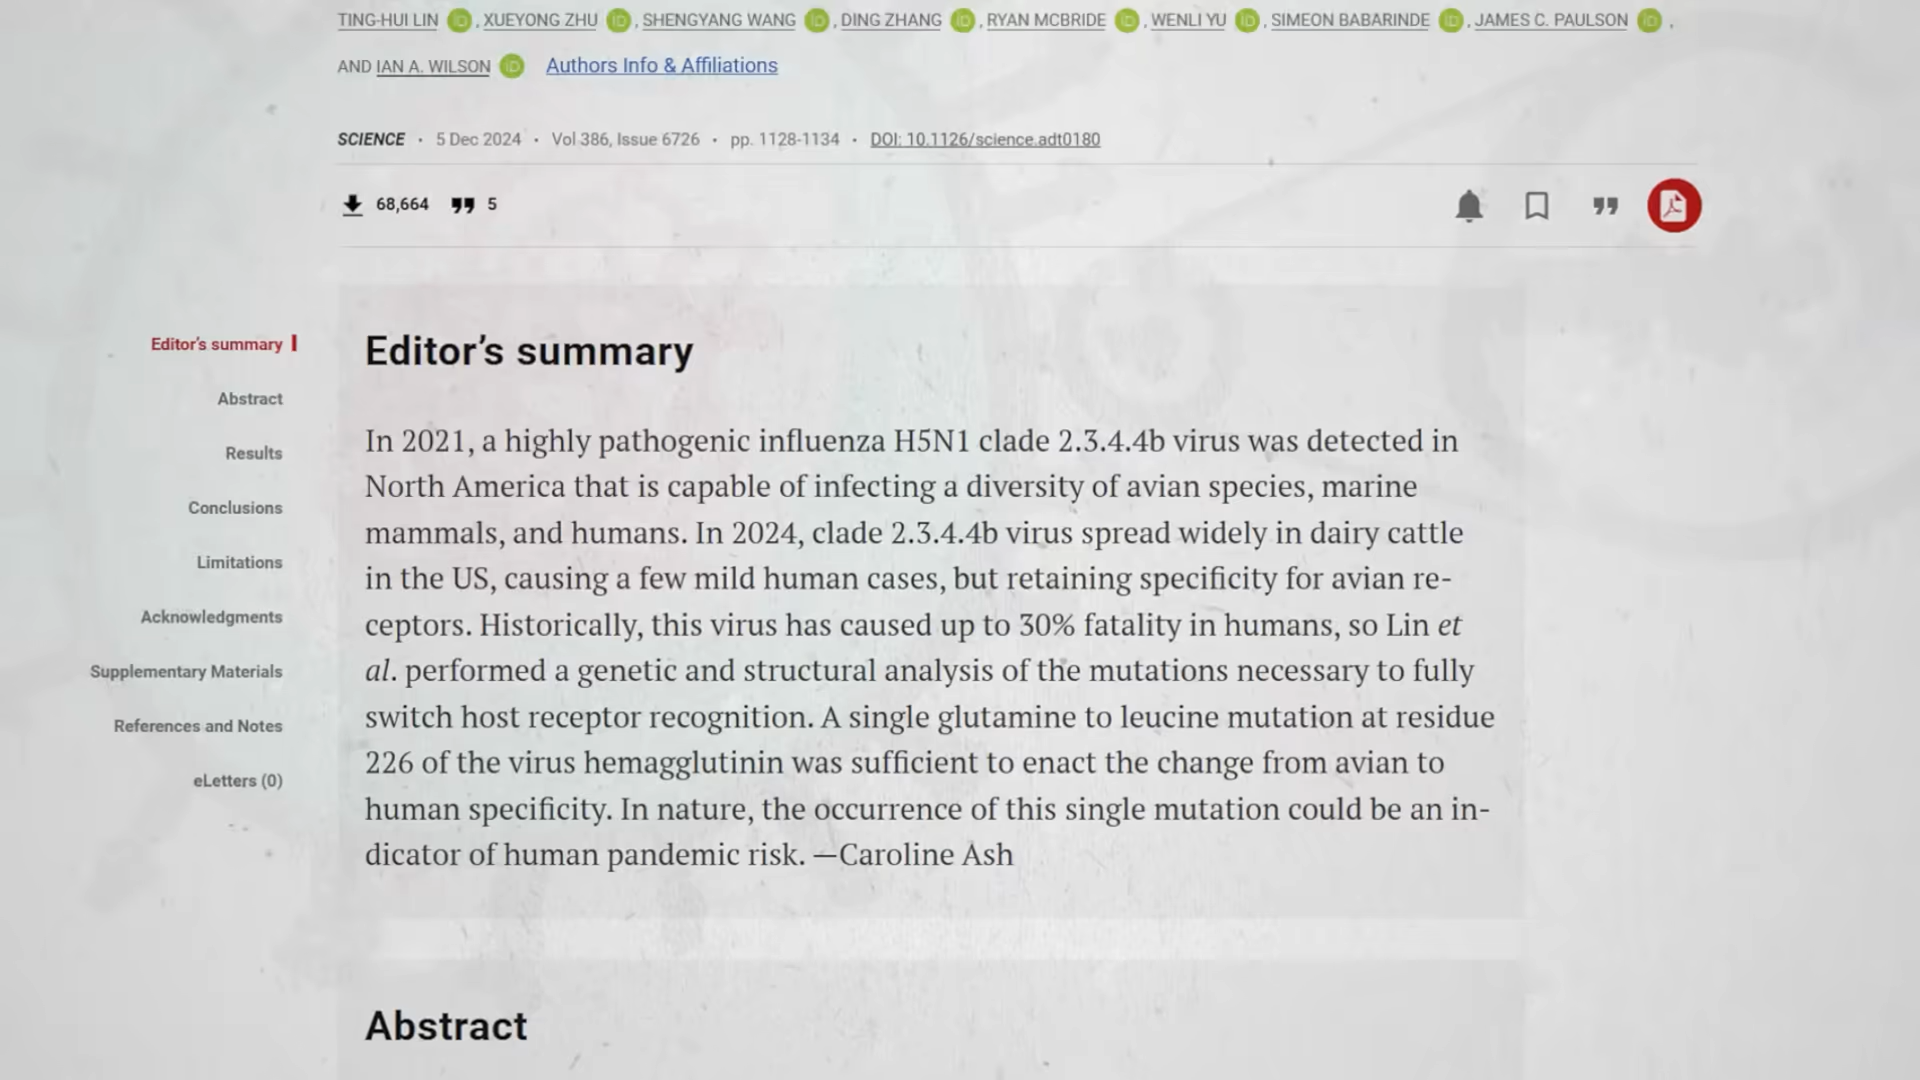 TING-HUI LIN iD, XUEYONG ZHU iD, SHENGYANG WANG iD, DING ZHANG iD, RYAN MCBRIDE iD, WENLI YU iD, SIMEON BABARINDE iD, JAMES C. PAULSON iD,
AND IAN A. WILSON iD Authors Info & Affiliations
SCIENCE · 5 Dec 2024 · Vol 386, Issue 6726 · pp. 1128-1134 · DOI: 10.1126/science.adt0180
68,664 5
Editor's summary
Abstract
Results
Conclusions
Limitations
Acknowledgments
Supplementary Materials
References and Notes
eLetters (0)
Editor's summary
In 2021, a highly pathogenic influenza H5N1 clade 2.3.4.4b virus was detected in
North America that is capable of infecting a diversity of avian species, marine
mammals, and humans. In 2024, clade 2.3.4.4b virus spread widely in dairy cattle
in the US, causing a few mild human cases, but retaining specificity for avian re-
ceptors. Historically, this virus has caused up to 30% fatality in humans, so Lin et
al. performed a genetic and structural analysis of the mutations necessary to fully
switch host receptor recognition. A single glutamine to leucine mutation at residue
226 of the virus hemagglutinin was sufficient to enact the change from avian to
human specificity. In nature, the occurrence of this single mutation could be an in-
dicator of human pandemic risk. —Caroline Ash
Abstract